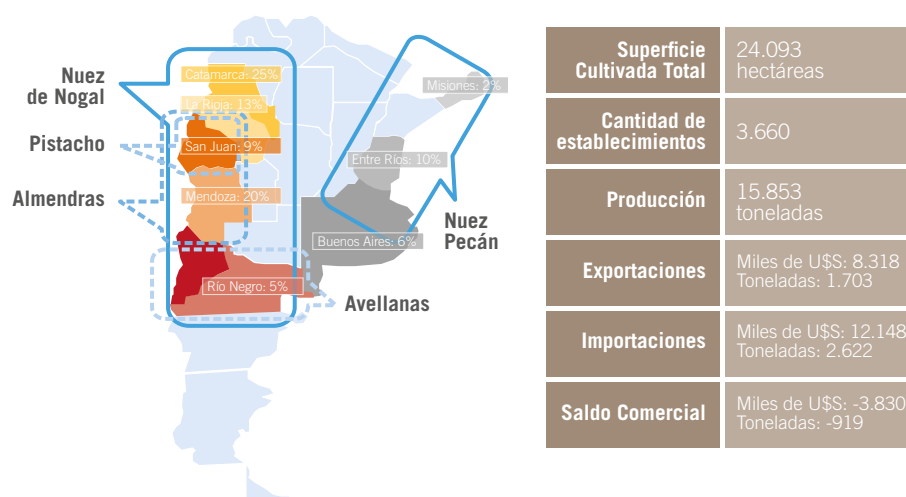 Nuez
de Nogal
Pistacho
Almendras
Catamarca: 25%
La Rioja: 13%
San Juan: 9%
Mendoza: 20%
Río Negro: 5%
Misiones: 2%
Entre Ríos: 10%
Buenos Aires: 6%
Nuez
Pecán
Avellanas
Superficie
Cultivada Total
24.093
hectáreas
Cantidad de
establecimientos
3.660
Producción
15.853
toneladas
Exportaciones
Miles de U$S: 8.318
Toneladas: 1.703
Importaciones
Miles de U$S: 12.148
Toneladas: 2.622
Saldo Comercial
Miles de U$S: -3.830
Toneladas: -919